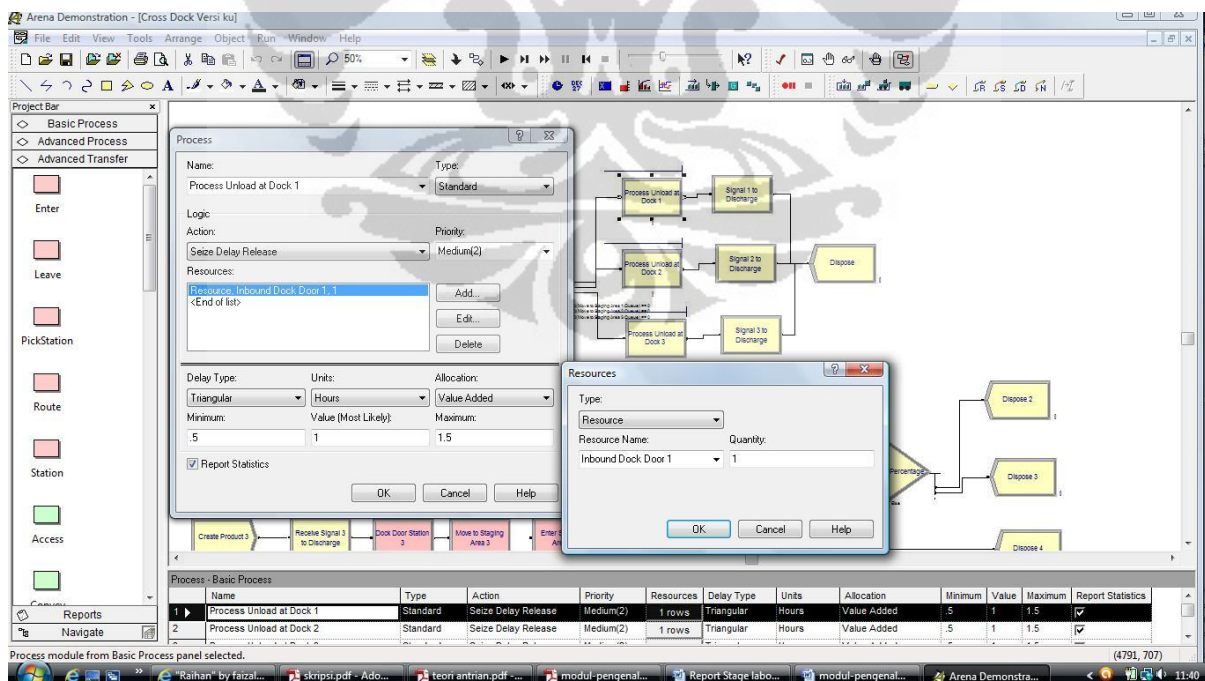 Arena Demonstration - [Cross Dock Versi ku]
File Edit View Tools Arrange Object Run Window Help
50%
Project Bar
Basic Process
Advanced Process
Advanced Transfer
Enter
Leave
PickStation
Route
Station
Access
Reports
Navigate
Process
Name: Type:
Process Unload at Dock 1 Standard
Logic
Action: Priority:
Seize Delay Release Medium(2)
Resources:
Resource, Inbound Dock Door 1, 1
<End of list>
Add...
Edit...
Delete
Delay Type: Units: Allocation:
Triangular Hours Value Added
Minimum: Value (Most Likely): Maximum:
.5 1 1.5
Report Statistics
OK Cancel Help
Process Unload at Dock 1
Signal 1 to Discharge
Process Unload at Dock 2
Signal 2 to Discharge
Dispose
Process Unload at Dock 3
Signal 3 to Discharge
Resources
Type:
Resource
Resource Name: Quantity:
Inbound Dock Door 1 1
OK Cancel Help
Dispose 2
Percentage
Dispose 3
Dispose 4
Create Product 3
Receive Signal 3 to Discharge
Dock Door Station 3
Move to Staging Area 3
Process - Basic Process
Name Type Action Priority Resources Delay Type Units Allocation Minimum Value Maximum Report Statistics
1 Process Unload at Dock 1 Standard Seize Delay Release Medium(2) 1 rows Triangular Hours Value Added .5 1 1.5
2 Process Unload at Dock 2 Standard Seize Delay Release Medium(2) 1 rows Triangular Hours Value Added .5 1 1.5
Process module from Basic Process panel selected.
(4791, 707)
"Raihan" by faizal... skripsi.pdf - Ado... teori antrian.pdf -... modul-pengenal... Report Stage labo... modul-pengenal... Arena Demonstra... 11:40